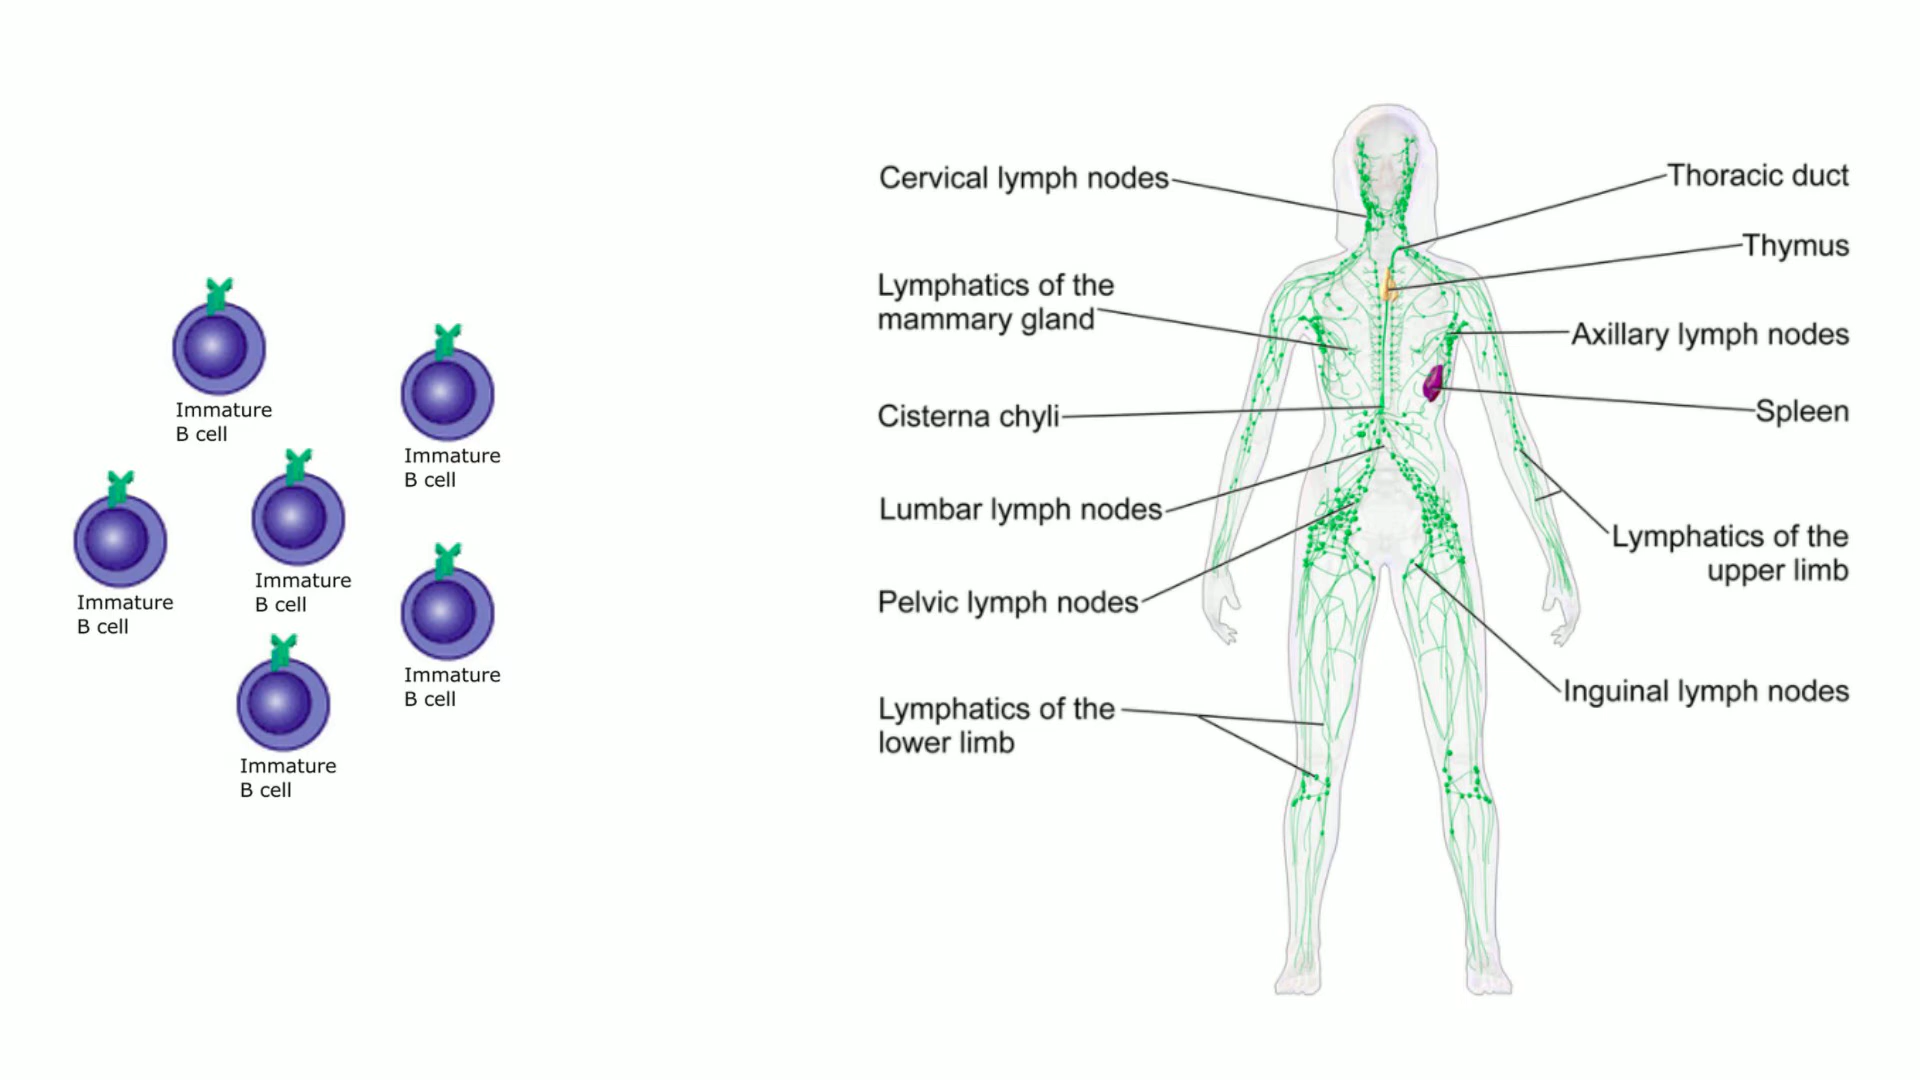 Immature
B cell
Immature
B cell
Immature
B cell
Immature
B cell
Immature
B cell
Immature
B cell
Cervical lymph nodes
Lymphatics of the
mammary gland
Cisterna chyli
Lumbar lymph nodes
Pelvic lymph nodes
Lymphatics of the
lower limb
Thoracic duct
Thymus
Axillary lymph nodes
Spleen
Lymphatics of the
upper limb
Inguinal lymph nodes